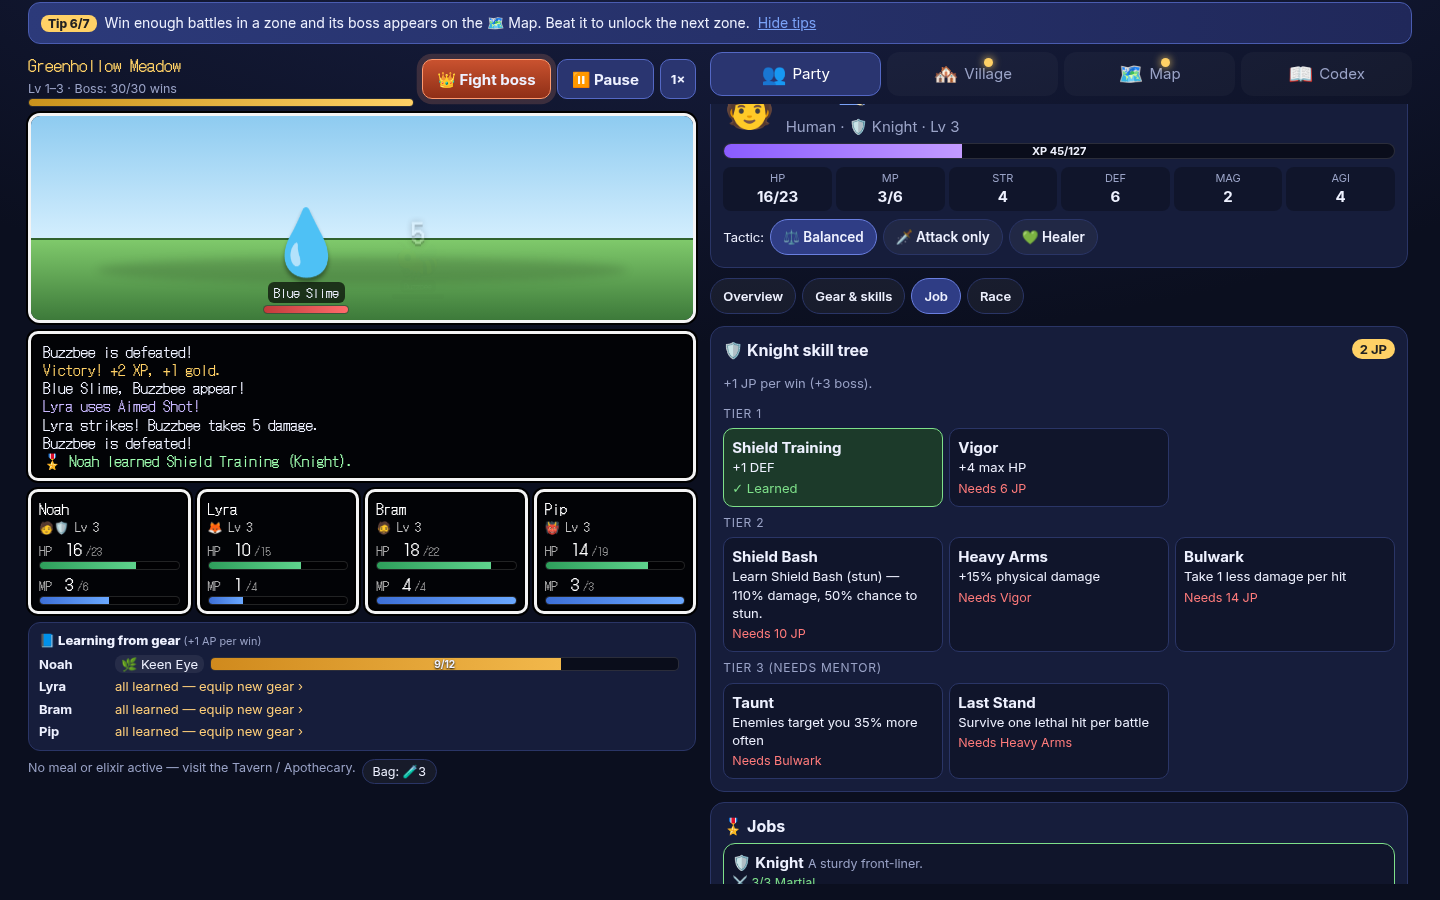 Tip 6/7 Win enough battles in a zone and its boss appears on the 🗺️ Map. Beat it to unlock the next zone. Hide tips
Greenhollow Meadow
Lv 1–3 · Boss: 30/30 wins
👑 Fight boss
⏸ Pause
1×
5
Blue Slime
Buzzbee is defeated!
Victory! +2 XP, +1 gold.
Blue Slime, Buzzbee appear!
Lyra uses Aimed Shot!
Lyra strikes! Buzzbee takes 5 damage.
Buzzbee is defeated!
🎖️ Noah learned Shield Training (Knight).
Noah
Lv 3
HP 16 /23
MP 3 /6
Lyra
Lv 3
HP 10 /15
MP 1 /4
Bram
Lv 3
HP 18 /22
MP 4 /4
Pip
Lv 3
HP 14 /19
MP 3 /3
📘 Learning from gear (+1 AP per win)
Noah 🌿 Keen Eye 9/12
Lyra all learned — equip new gear ›
Bram all learned — equip new gear ›
Pip all learned — equip new gear ›
No meal or elixir active — visit the Tavern / Apothecary. Bag: 🧪3
👥 Party
🏘️ Village
🗺️ Map
📖 Codex
Human · 🛡️ Knight · Lv 3
XP 45/127
HP
16/23
MP
3/6
STR
4
DEF
6
MAG
2
AGI
4
Tactic: ⚖️ Balanced 🗡️ Attack only 💚 Healer
Overview
Gear & skills
Job
Race
🛡️ Knight skill tree
2 JP
+1 JP per win (+3 boss).
TIER 1
Shield Training
+1 DEF
✓ Learned
Vigor
+4 max HP
Needs 6 JP
TIER 2
Shield Bash
Learn Shield Bash (stun) —
110% damage, 50% chance to
stun.
Needs 10 JP
Heavy Arms
+15% physical damage
Needs Vigor
Bulwark
Take 1 less damage per hit
Needs 14 JP
TIER 3 (NEEDS MENTOR)
Taunt
Enemies target you 35% more
often
Needs Bulwark
Last Stand
Survive one lethal hit per battle
Needs Heavy Arms
🎖️ Jobs
🛡️ Knight A sturdy front-liner.
⚔️ 3/3 Martial